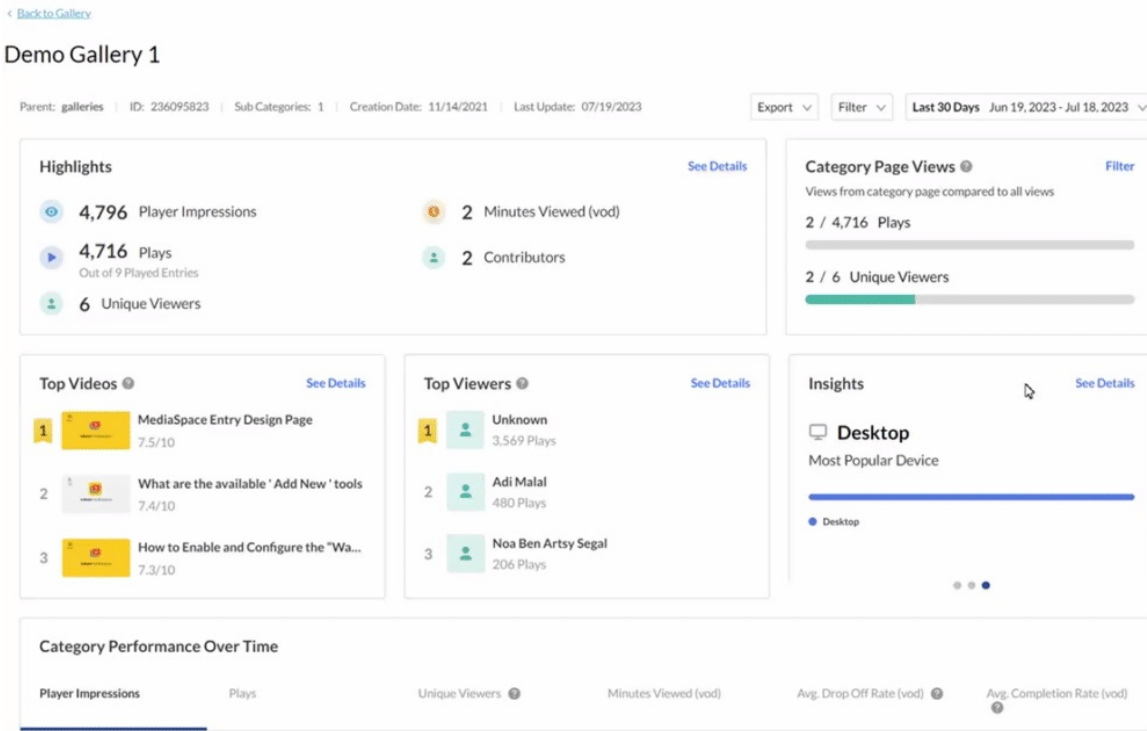 < Back to Gallery
Demo Gallery 1
Parent: galleries | ID: 236095823 | Sub Categories: 1 | Creation Date: 11/14/2021 | Last Update: 07/19/2023
Export
Filter
Last 30 Days Jun 19, 2023 - Jul 18, 2023
Highlights
See Details
4,796 Player Impressions
2 Minutes Viewed (vod)
4,716 Plays
Out of 9 Played Entries
2 Contributors
6 Unique Viewers
Category Page Views ?
Filter
Views from category page compared to all views
2 / 4,716 Plays
2 / 6 Unique Viewers
Top Videos ?
See Details
1
MediaSpace Entry Design Page
7.5/10
2
What are the available ' Add New ' tools
7.4/10
3
How to Enable and Configure the "Wa...
7.3/10
Top Viewers ?
See Details
1
Unknown
3,569 Plays
2
Adi Malal
480 Plays
3
Noa Ben Artsy Segal
206 Plays
Insights
See Details
Desktop
Most Popular Device
Desktop
Category Performance Over Time
Player Impressions
Plays
Unique Viewers ?
Minutes Viewed (vod)
Avg. Drop Off Rate (vod) ?
Avg. Completion Rate (vod)
?